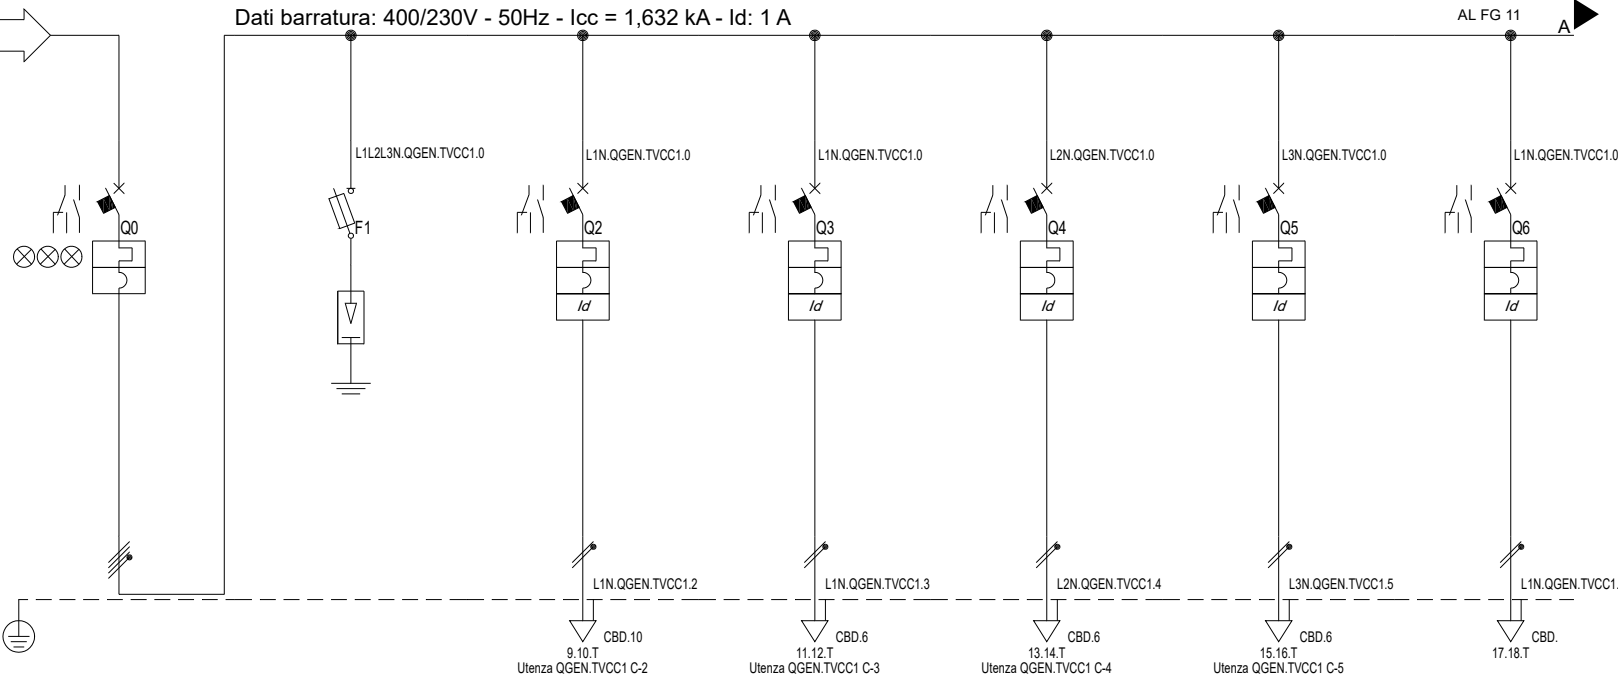 Dati barratura: 400/230V - 50Hz - Icc = 1,632 kA - Id: 1 A
AL FG 11
A
L1L2L3N.QGEN.TVCC1.0
L1N.QGEN.TVCC1.0
L1N.QGEN.TVCC1.0
L2N.QGEN.TVCC1.0
L3N.QGEN.TVCC1.0
L1N.QGEN.TVCC1.0
Q0
F1
Q2
Q3
Q4
Q5
Q6
Id
Id
Id
Id
Id
L1N.QGEN.TVCC1.2
L1N.QGEN.TVCC1.3
L2N.QGEN.TVCC1.4
L3N.QGEN.TVCC1.5
L1N.QGEN.TVCC1.
CBD.10
CBD.6
CBD.6
CBD.6
CBD.
9.10.T
11.12.T
13.14.T
15.16.T
17.18.T
Utenza QGEN.TVCC1 C-2
Utenza QGEN.TVCC1 C-3
Utenza QGEN.TVCC1 C-4
Utenza QGEN.TVCC1 C-5